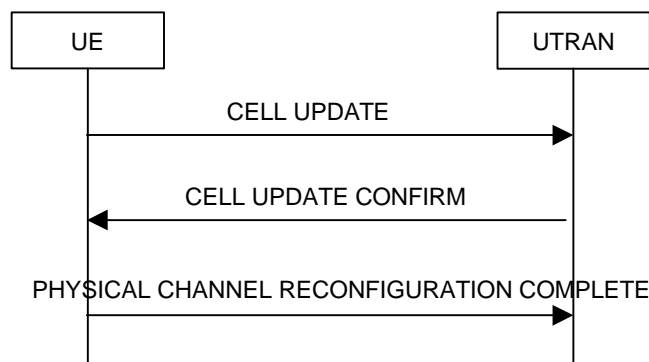 UE
UTRAN
CELL UPDATE
CELL UPDATE CONFIRM
PHYSICAL CHANNEL RECONFIGURATION COMPLETE